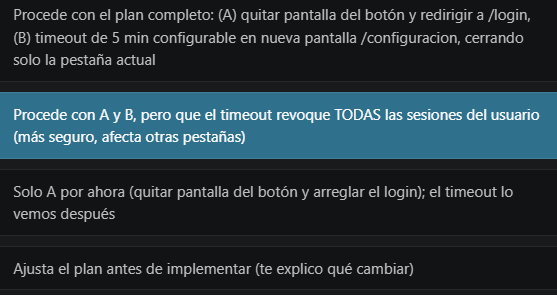 Procede con el plan completo: (A) quitar pantalla del botón y redirigir a /login,
(B) timeout de 5 min configurable en nueva pantalla /configuracion, cerrando
solo la pestaña actual
Procede con A y B, pero que el timeout revoque TODAS las sesiones del usuario
(más seguro, afecta otras pestañas)
Solo A por ahora (quitar pantalla del botón y arreglar el login); el timeout lo
vemos después
Ajusta el plan antes de implementar (te explico qué cambiar)